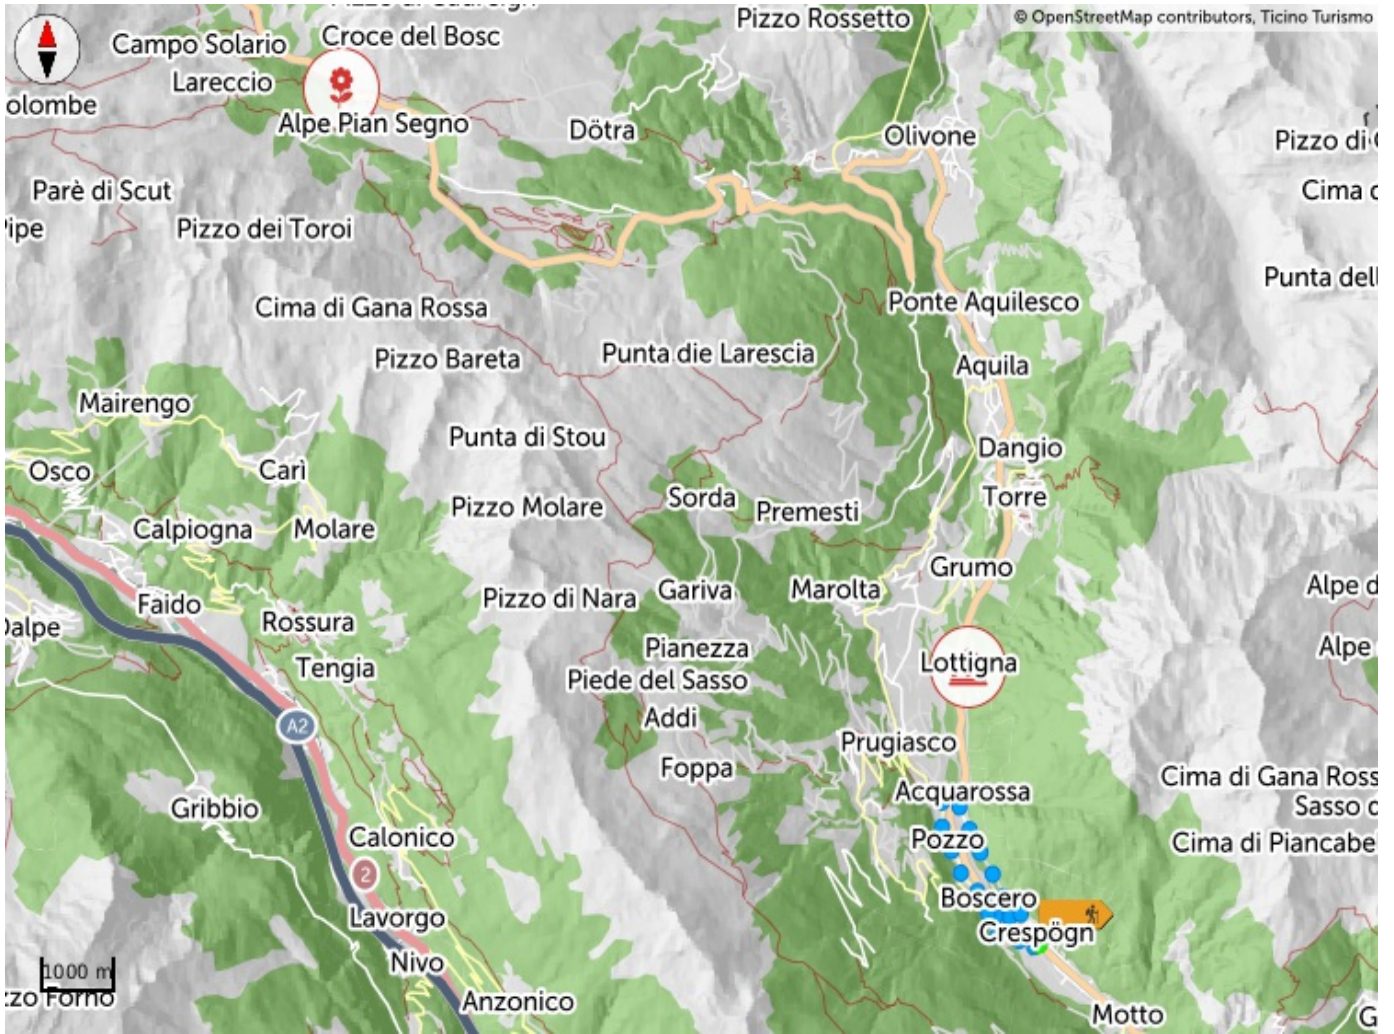 Pizzo Rossetto
© OpenStreetMap contributors, Ticino Turismo
Campo Solario
Croce del Bosc
Lareccio
olombe
Alpe Pian Segno
Dötra
Olivone
Pizzo di
Parè di Scut
Cima
Pipe
Pizzo dei Toroi
Punta dell
Cima di Gana Rossa
Ponte Aquilesco
Pizzo Bareta
Punta die Larescia
Aquila
Mairengo
Punta di Stou
Dangio
Osco
Carì
Sorda
Torre
Pizzo Molare
Premesti
Calpiogna
Molare
Grumo
Faido
Pizzo di Nara
Gariva
Marolta
Alpe d
Dalpe
Rossura
Pianezza
Lottigna
Alpe
Tengia
Piede del Sasso
Addi
A2
Prugiasco
Foppa
Cima di Gana Ross
Acquarossa
Sasso
Gribbio
Calonico
Pozzo
Cima di Piancabe
2
Boscero
Lavorgo
Crespögn
Nivo
1000 m
zzo Forno
Anzonico
Motto
G